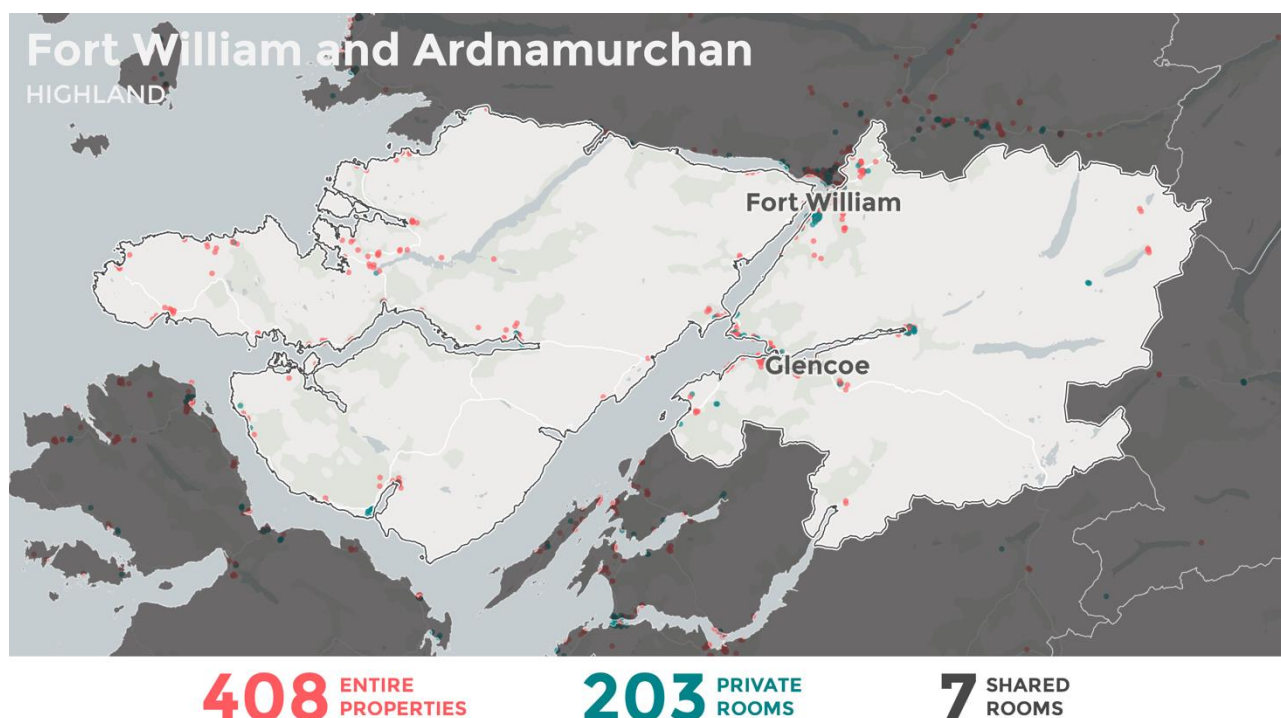 Fort William and Ardnamurchan
HIGHLAND
Fort William
Glencoe
408 ENTIRE PROPERTIES
203 PRIVATE ROOMS
7 SHARED ROOMS